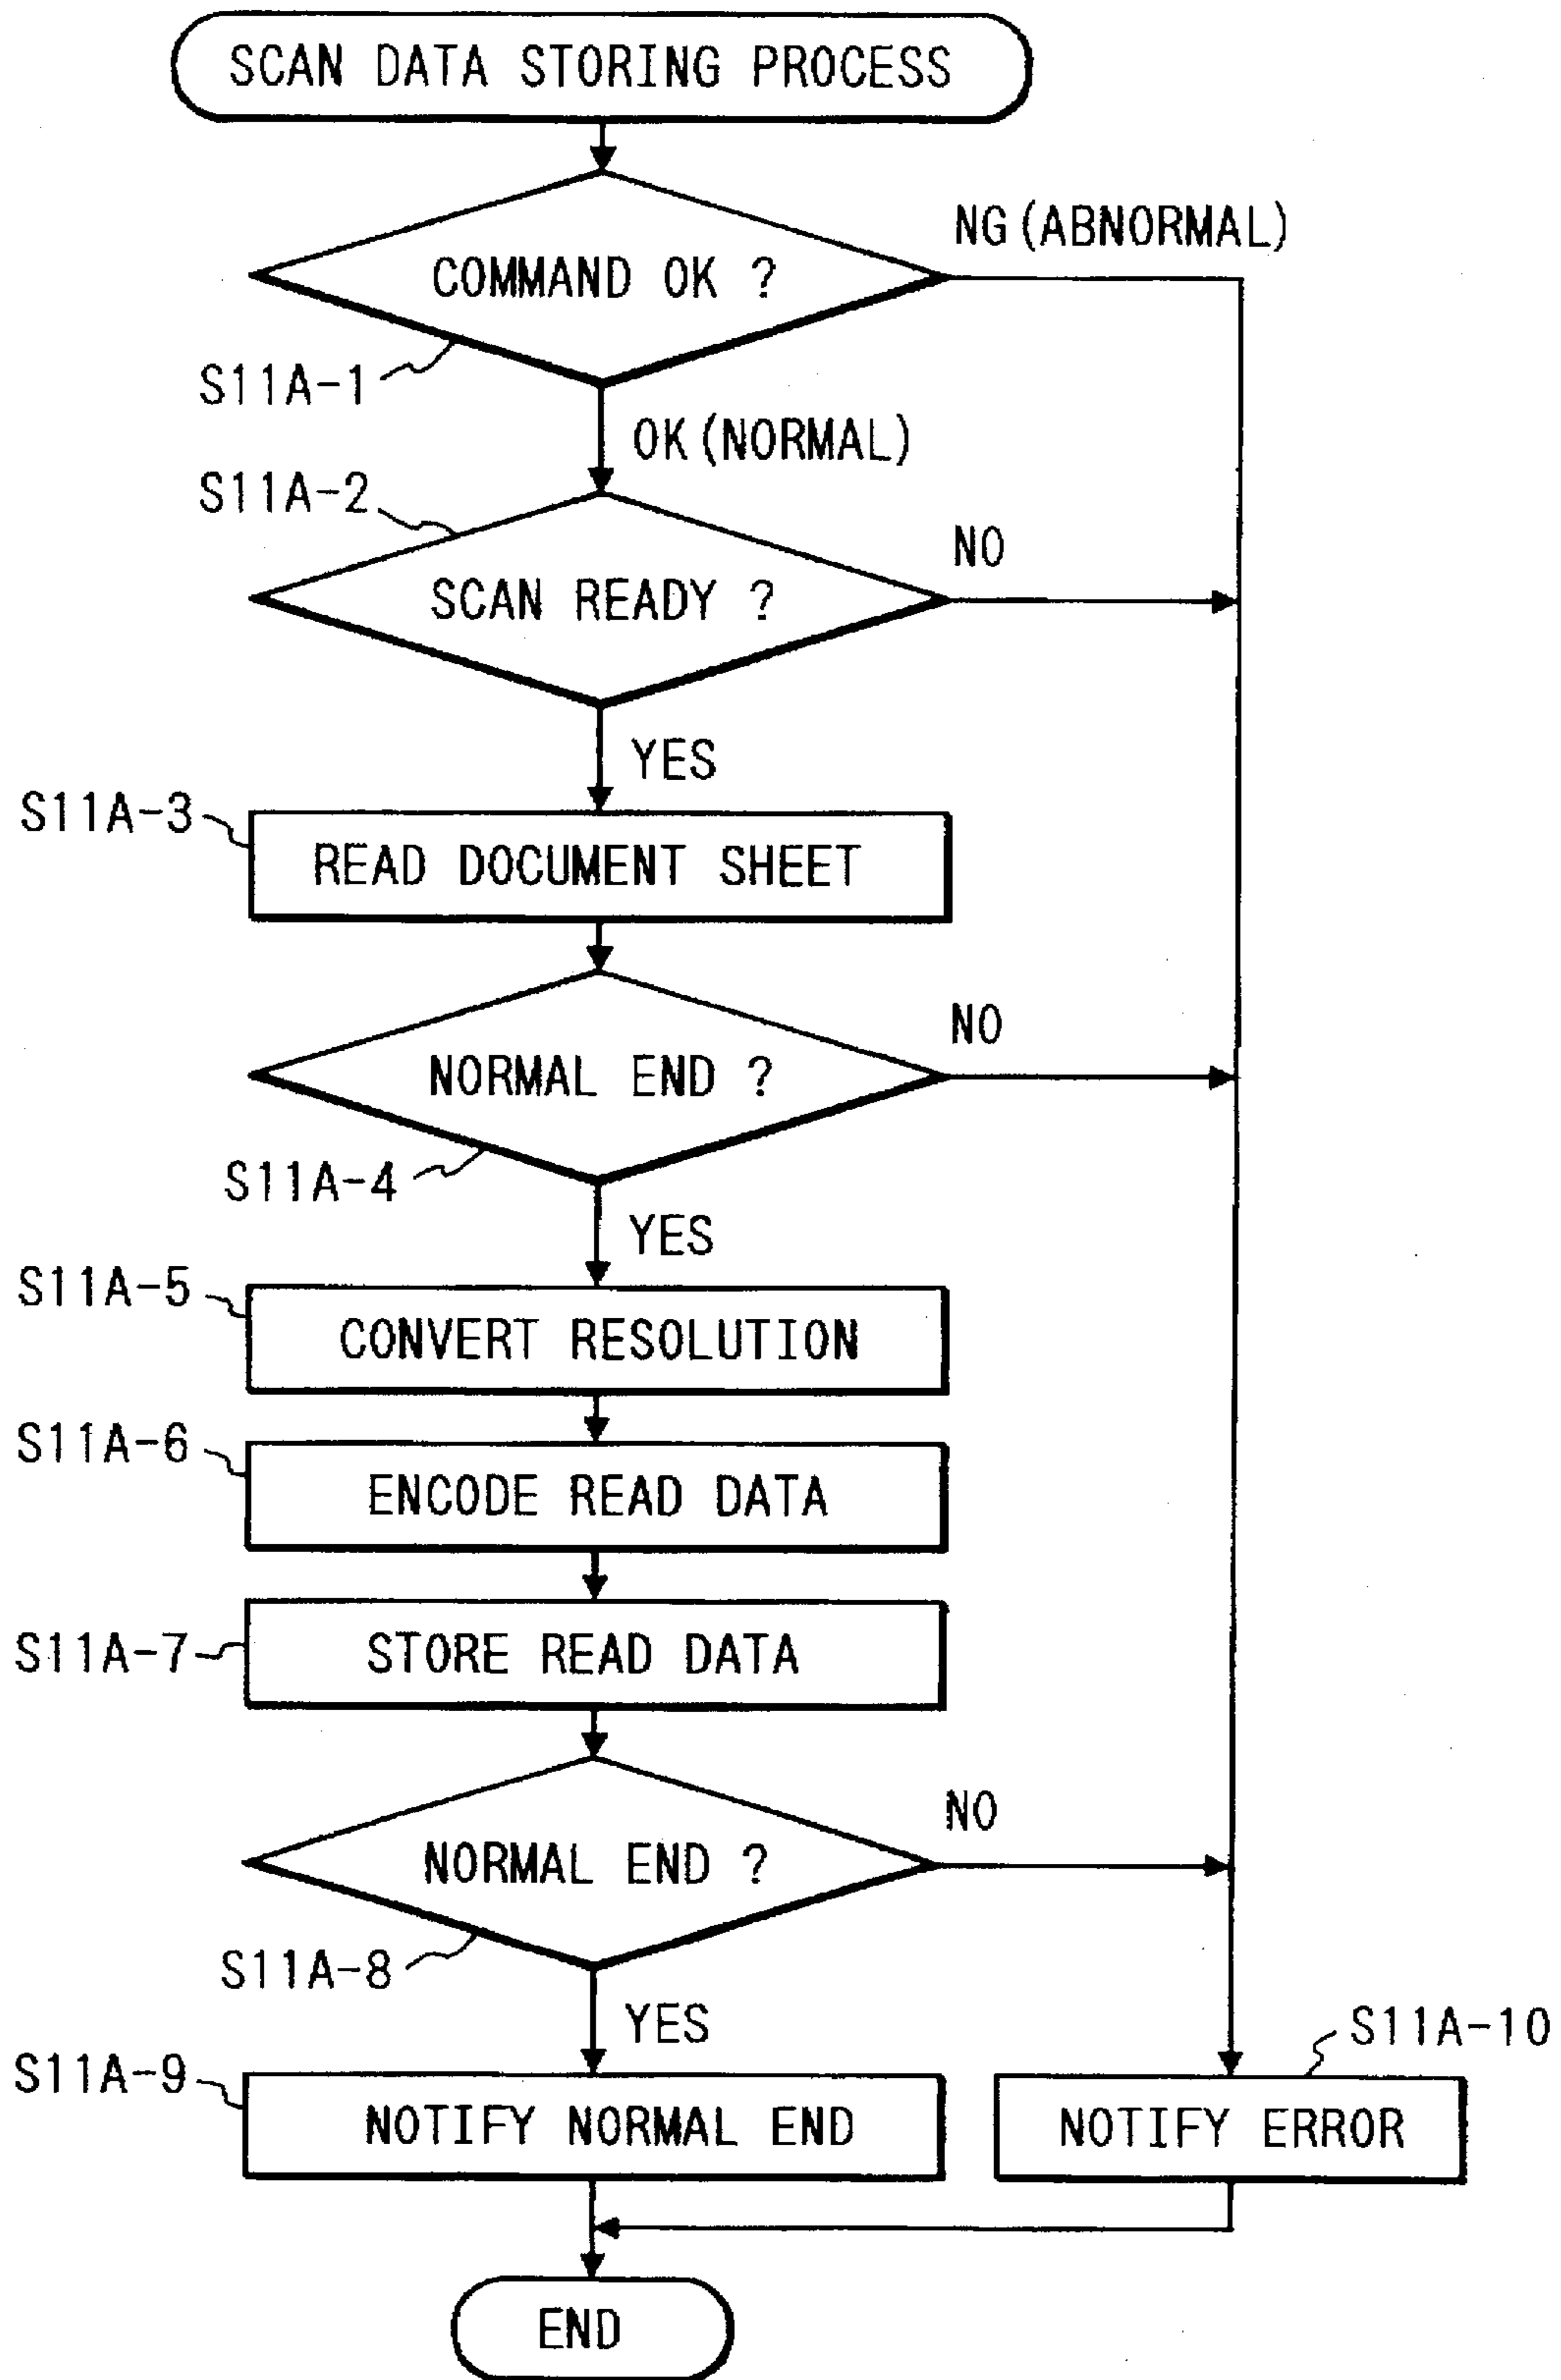 SCAN DATA STORING PROCESS
NG (ABNORMAL)
COMMAND OK ?
S11A-1
OK (NORMAL)
S11A-2
NO
SCAN READY ?
YES
S11A-3
READ DOCUMENT SHEET
NO
NORMAL END ?
S11A-4
YES
S11A-5
CONVERT RESOLUTION
S11A-6
ENCODE READ DATA
S11A-7
STORE READ DATA
NO
NORMAL END ?
S11A-8
YES
S11A-10
S11A-9
NOTIFY NORMAL END
NOTIFY ERROR
END